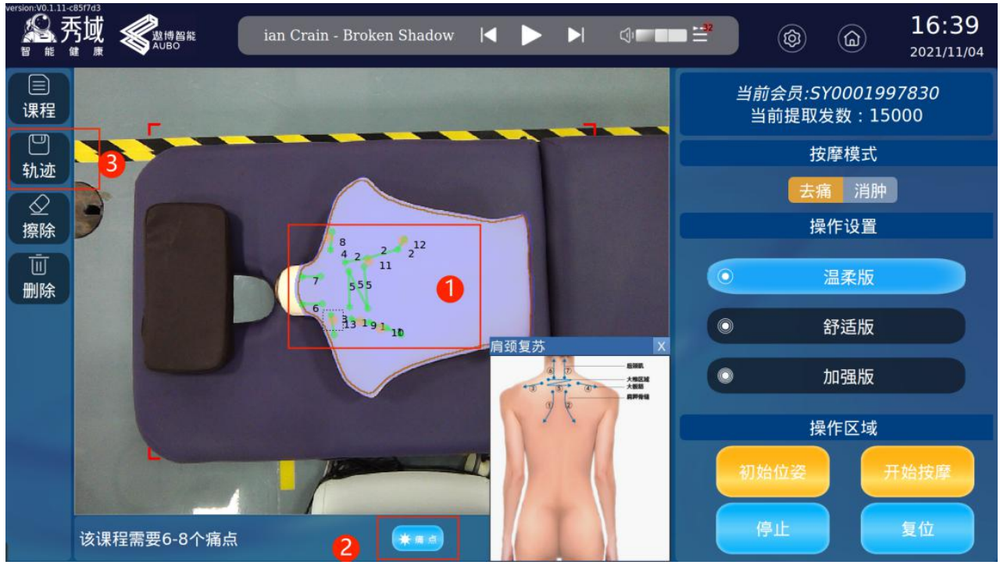 version:V0.1.11-c85f7d3
秀域
智能健康
遨博智能
AUBO
ian Crain - Broken Shadow
32
16:39
2021/11/04
课程
轨迹
擦除
删除
3
8
4
2
2
2
12
11
7
5
5
5
6
3
13
1
9
1
1
当前会员:SY0001997830
当前提取发数：15000
按摩模式
去痛
消肿
操作设置
温柔版
舒适版
加强版
操作区域
初始位姿
开始按摩
停止
复位
肩颈复苏
X
后颈肌
大椎区域
大板筋
肩胛骨缝
⑥
⑦
③
⑤
④
①
②
该课程需要6-8个痛点
2
痛点